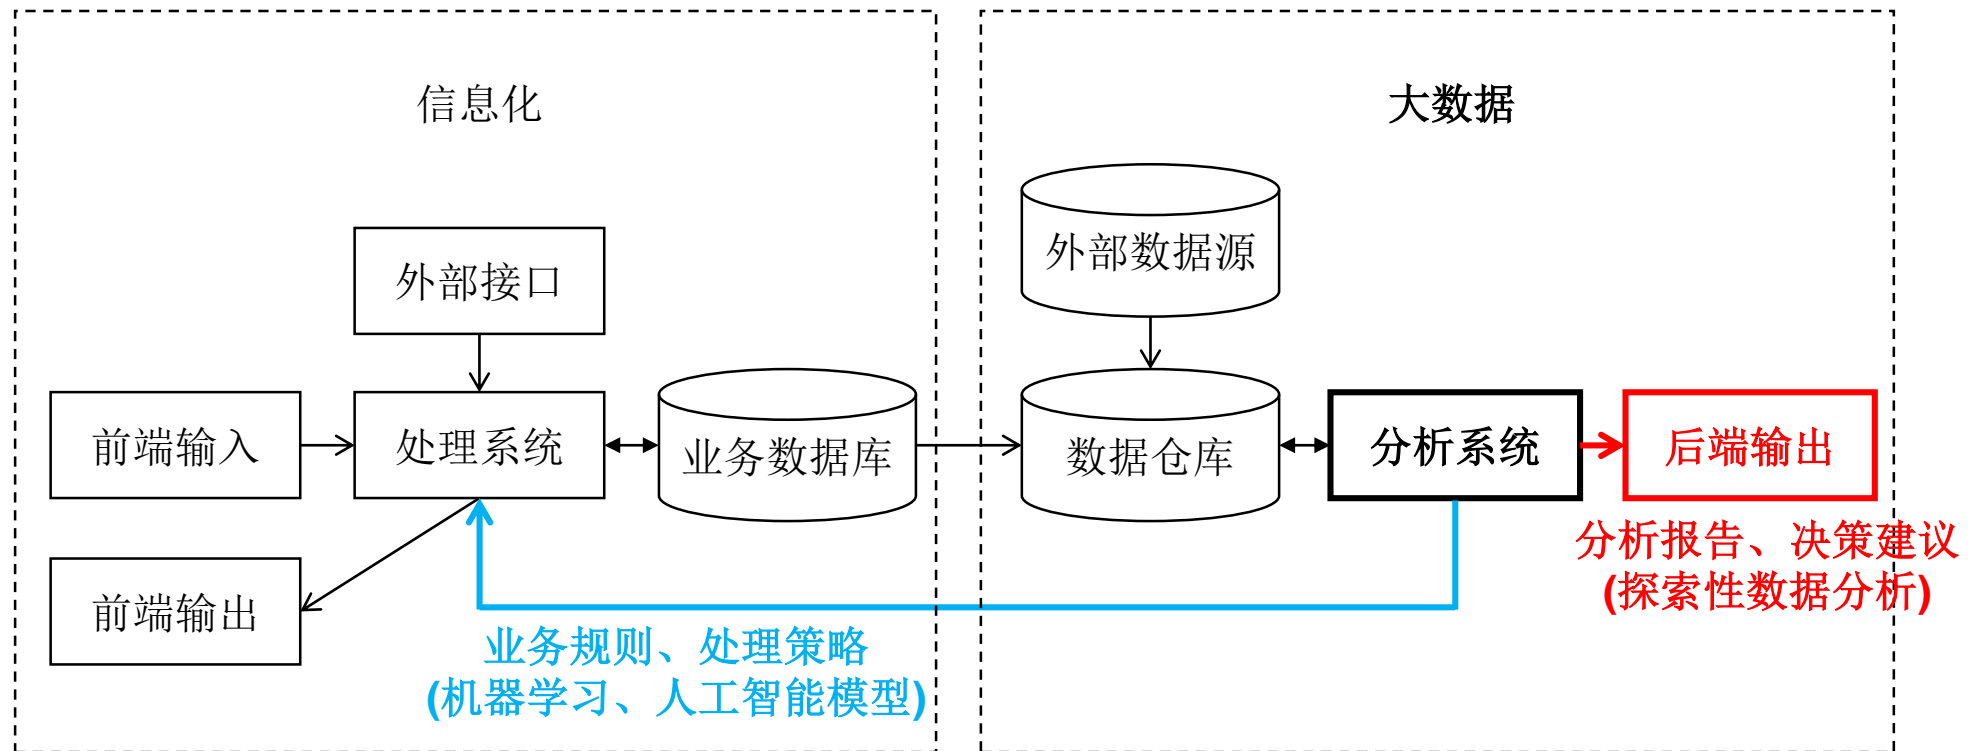 信息化
大数据
外部接口
外部数据源
前端输入
处理系统
业务数据库
数据仓库
分析系统
后端输出
分析报告、决策建议
(探索性数据分析)
前端输出
业务规则、处理策略
(机器学习、人工智能模型)